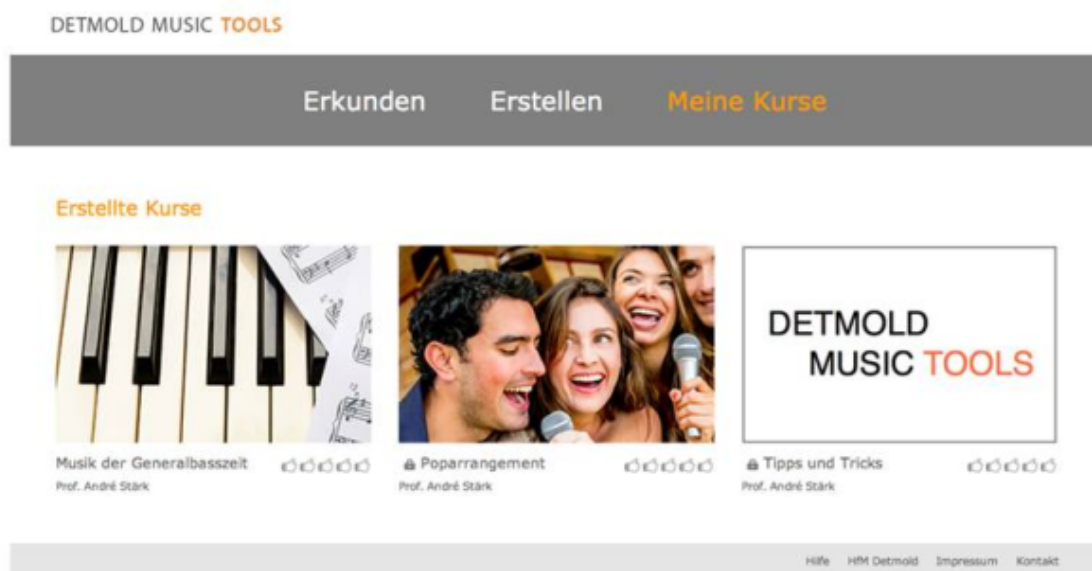 DETMOLD MUSIC TOOLS
Erkunden Erstellen Meine Kurse
Erstellte Kurse
DETMOLD
MUSIC TOOLS
Musik der Generalbasszeit
Prof. André Stärk
Poparrangement
Prof. André Stärk
Tipps und Tricks
Prof. André Stärk
Hilfe HfM Detmold Impressum Kontakt